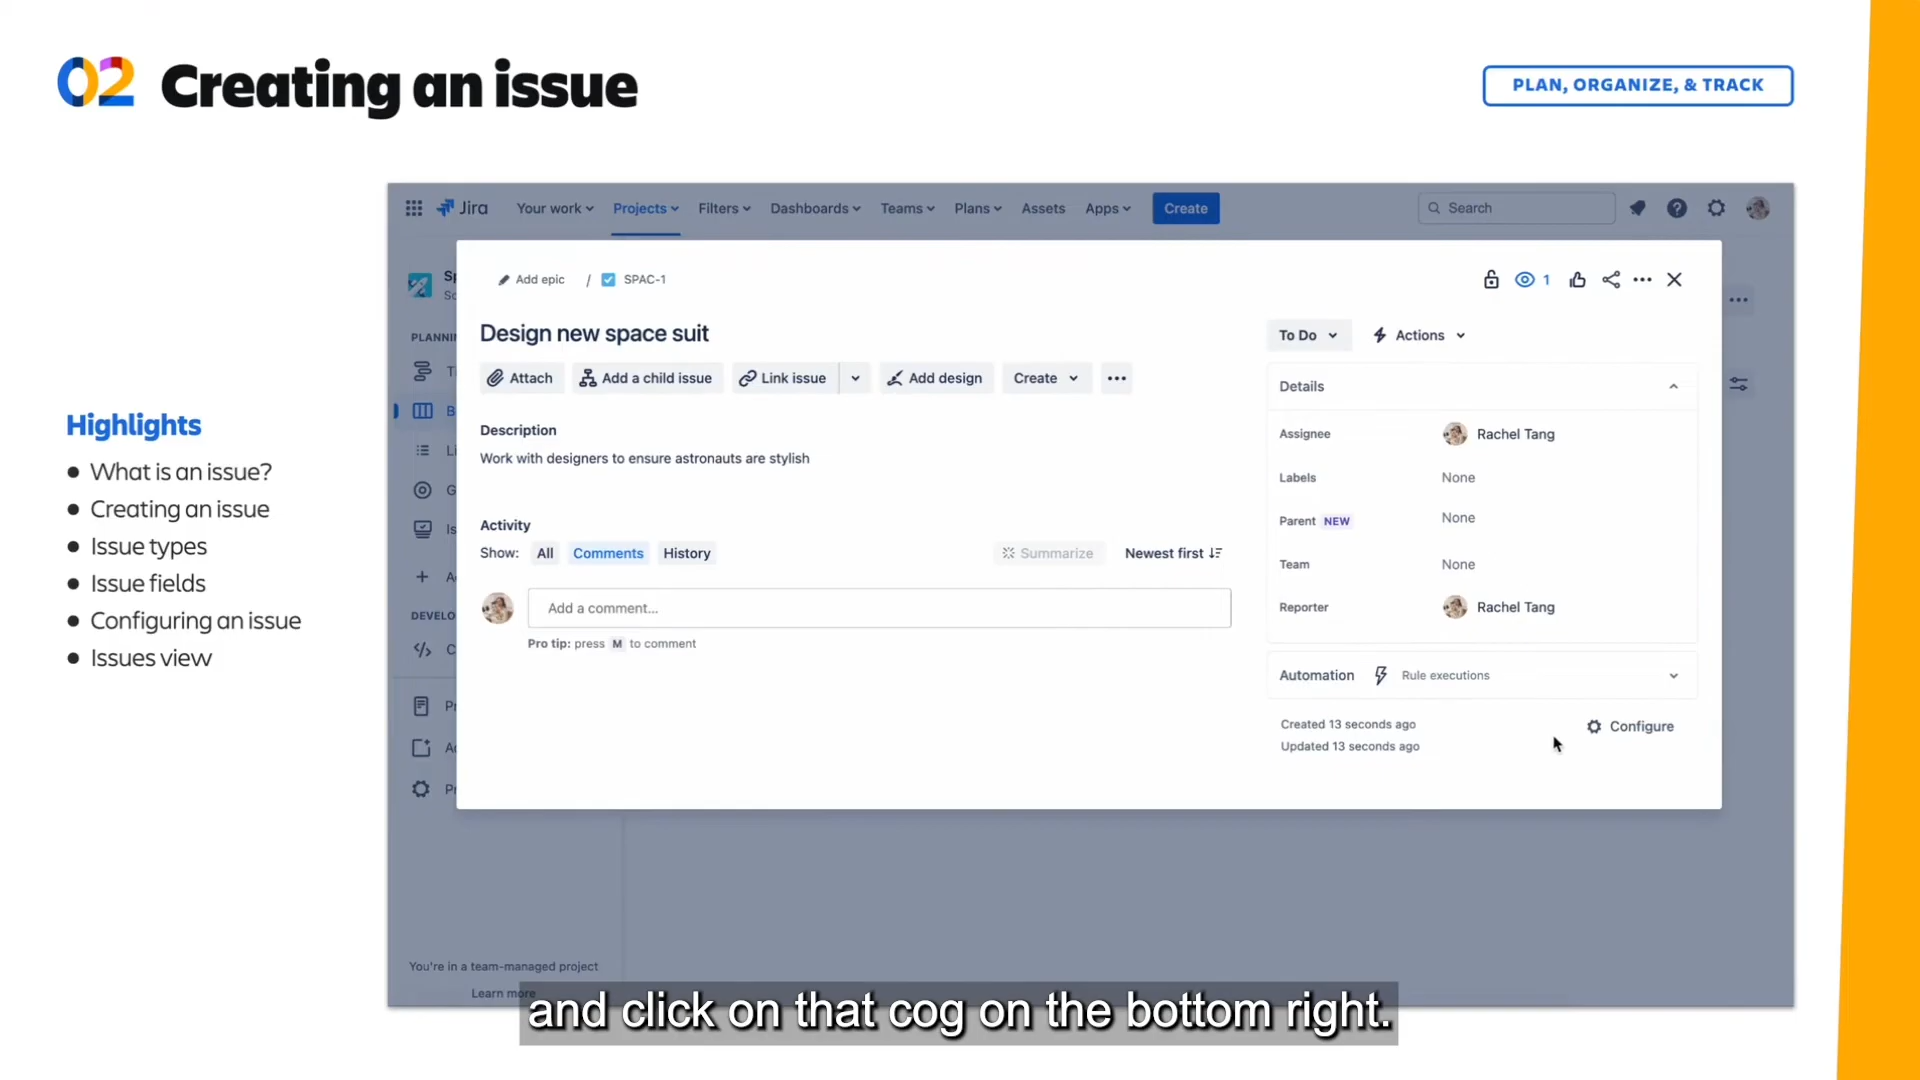 02 Creating an issue
PLAN, ORGANIZE, & TRACK
Highlights
What is an issue?
Creating an issue
Issue types
Issue fields
Configuring an issue
Issues view
Jira Your work Projects Filters Dashboards Teams Plans Assets Apps Create Search
Add epic / SPAC-1
1
Design new space suit
To Do Actions
Attach Add a child issue Link issue Add design Create
Description
Work with designers to ensure astronauts are stylish
Activity
Show: All Comments History Summarize Newest first
Add a comment...
Pro tip: press M to comment
Details
Assignee Rachel Tang
Labels None
Parent NEW None
Team None
Reporter Rachel Tang
Automation Rule executions
Created 13 seconds ago
Configure
Updated 13 seconds ago
You're in a team-managed project
Learn more
and click on that cog on the bottom right.